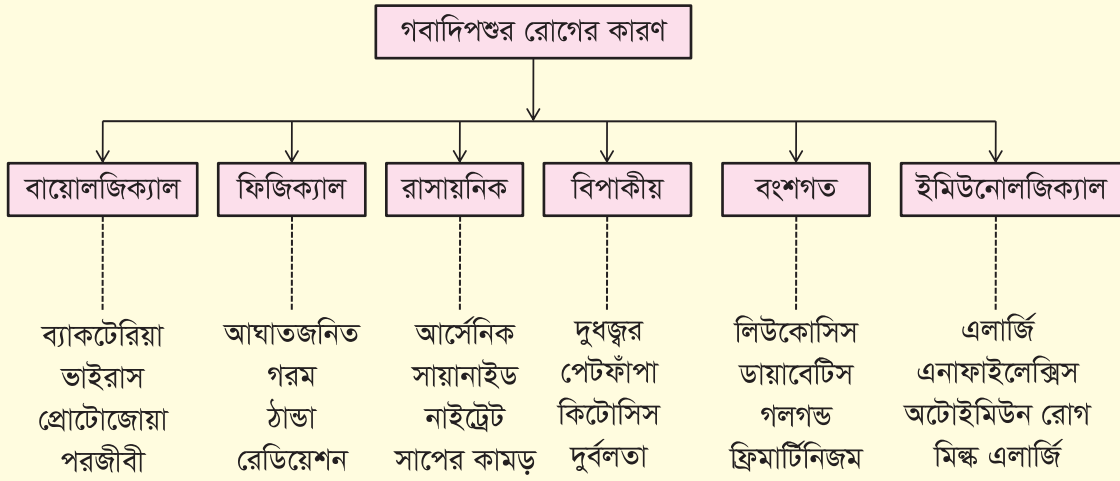 গবাদিপশুর রোগের কারণ
বায়োলজিক্যাল
ফিজিক্যাল
রাসায়নিক
বিপাকীয়
বংশগত
ইমিউনোলজিক্যাল
ব্যাকটেরিয়া
ভাইরাস
প্রোটোজোয়া
পরজীবী
আঘাতজনিত
গরম
ঠান্ডা
রেডিয়েশন
আর্সেনিক
সায়ানাইড
নাইট্রেট
সাপের কামড়
দুধজ্বর
পেটফাঁপা
কিটোসিস
দুর্বলতা
লিউকোসিস
ডায়াবেটিস
গলগন্ড
ফ্রিমার্টিনিজম
এলার্জি
এনাফাইলেক্সিস
অটোইমিউন রোগ
মিল্ক এলার্জি